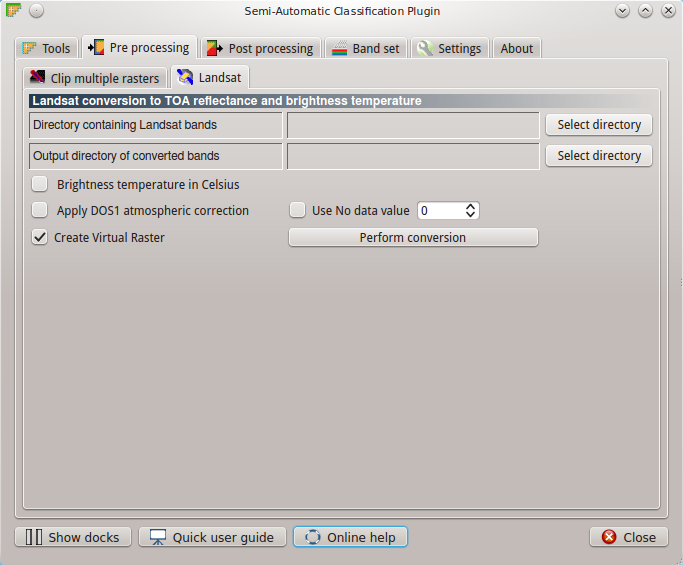 Semi-Automatic Classification Plugin
Tools Pre processing Post processing Band set Settings About
Clip multiple rasters Landsat
Landsat conversion to TOA reflectance and brightness temperature
Directory containing Landsat bands Select directory
Output directory of converted bands Select directory
Brightness temperature in Celsius
Apply DOS1 atmospheric correction Use No data value 0
Create Virtual Raster Perform conversion
Show docks Quick user guide Online help Close